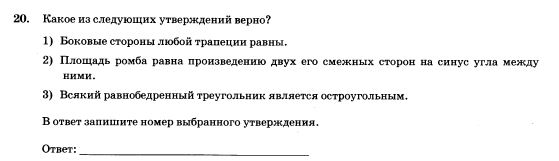 20. Какое из следующих утверждений верно?
1) Боковые стороны любой трапеции равны.
2) Площадь ромба равна произведению двух его смежных сторон на синус угла между
ними.
3) Всякий равнобедренный треугольник является остроугольным.
В ответ запишите номер выбранного утверждения.
Ответ: